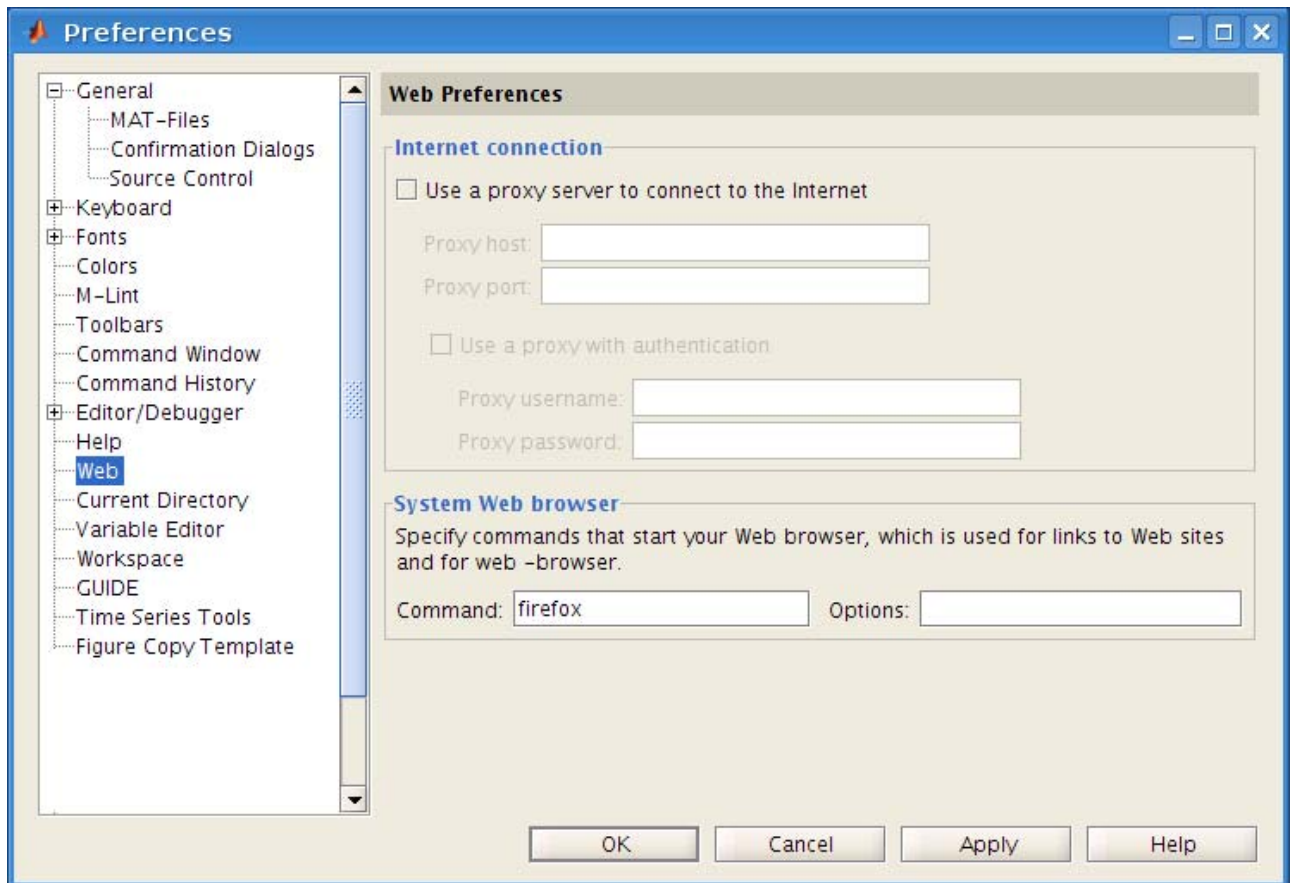 Preferences
General
MAT-Files
Confirmation Dialogs
Source Control
Keyboard
Fonts
Colors
M-Lint
Toolbars
Command Window
Command History
Editor/Debugger
Help
Web
Current Directory
Variable Editor
Workspace
GUIDE
Time Series Tools
Figure Copy Template
Web Preferences
Internet connection
Use a proxy server to connect to the Internet
Proxy host:
Proxy port:
Use a proxy with authentication
Proxy username:
Proxy password:
System Web browser
Specify commands that start your Web browser, which is used for links to Web sites
and for web -browser.
Command: firefox Options:
OK Cancel Apply Help